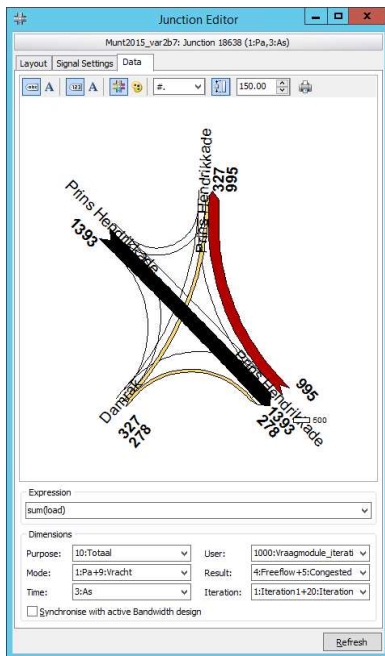 Junction Editor
Munt2015_var2b7: Junction 18638 (1:Pa,3:As)
Layout
Signal Settings
Data
abc
A
123
A
#.
150.00
Prins Hendrikkade
327
995
Prins Hendrikkade
1393
Prins Hendrikkade
995
1393
278
500
Damrak
327
278
Expression
sum(load)
Dimensions
Purpose:
10:Totaal
User:
1000:Vraagmodule_iterati
Mode:
1:Pa+9:Vracht
Result:
4:Freeflow+5:Congested
Time:
3:As
Iteration:
1:Iteration1+20:Iteration
Synchronise with active Bandwidth design
Refresh